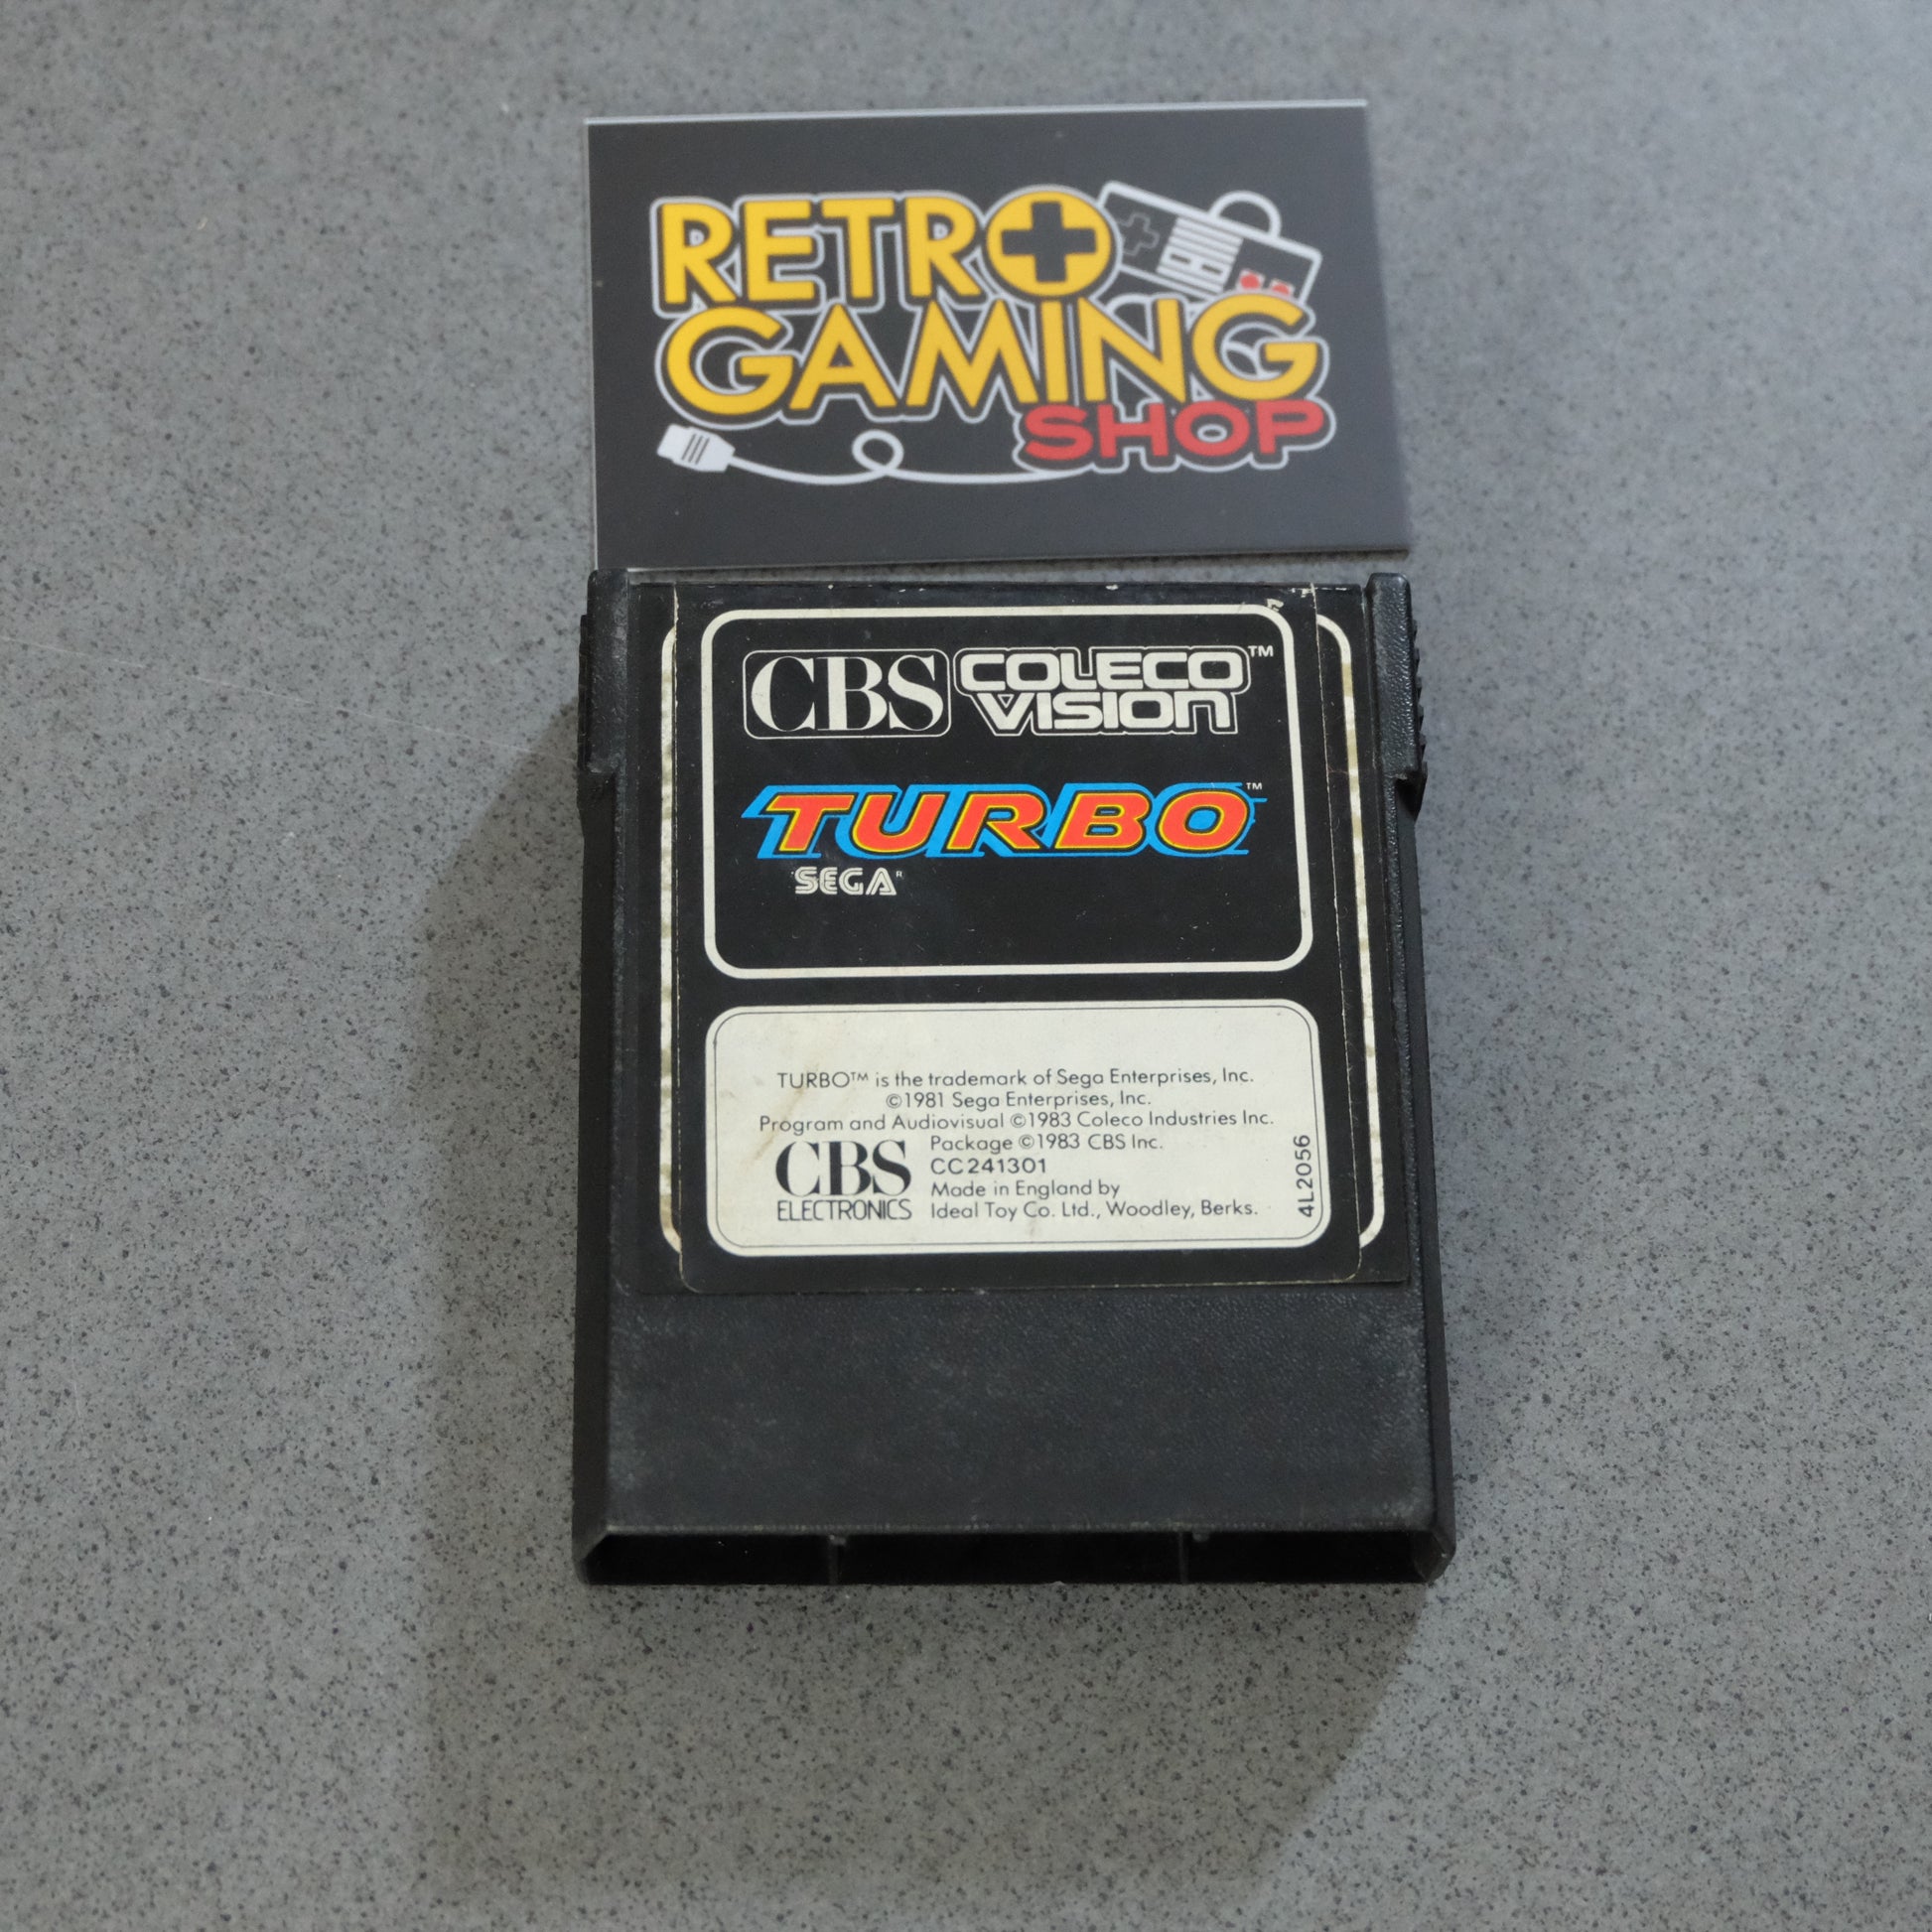 RETRO
GAMING
SHOP
CBS COLECO VISION™
TURBO™
SEGA®
TURBO™ is the trademark of Sega Enterprises, Inc.
©1981 Sega Enterprises, Inc.
Program and Audiovisual ©1983 Coleco Industries Inc.
Package ©1983 CBS Inc.
CBS ELECTRONICS
CC241301
Made in England by
Ideal Toy Co. Ltd., Woodley, Berks.
4L2056